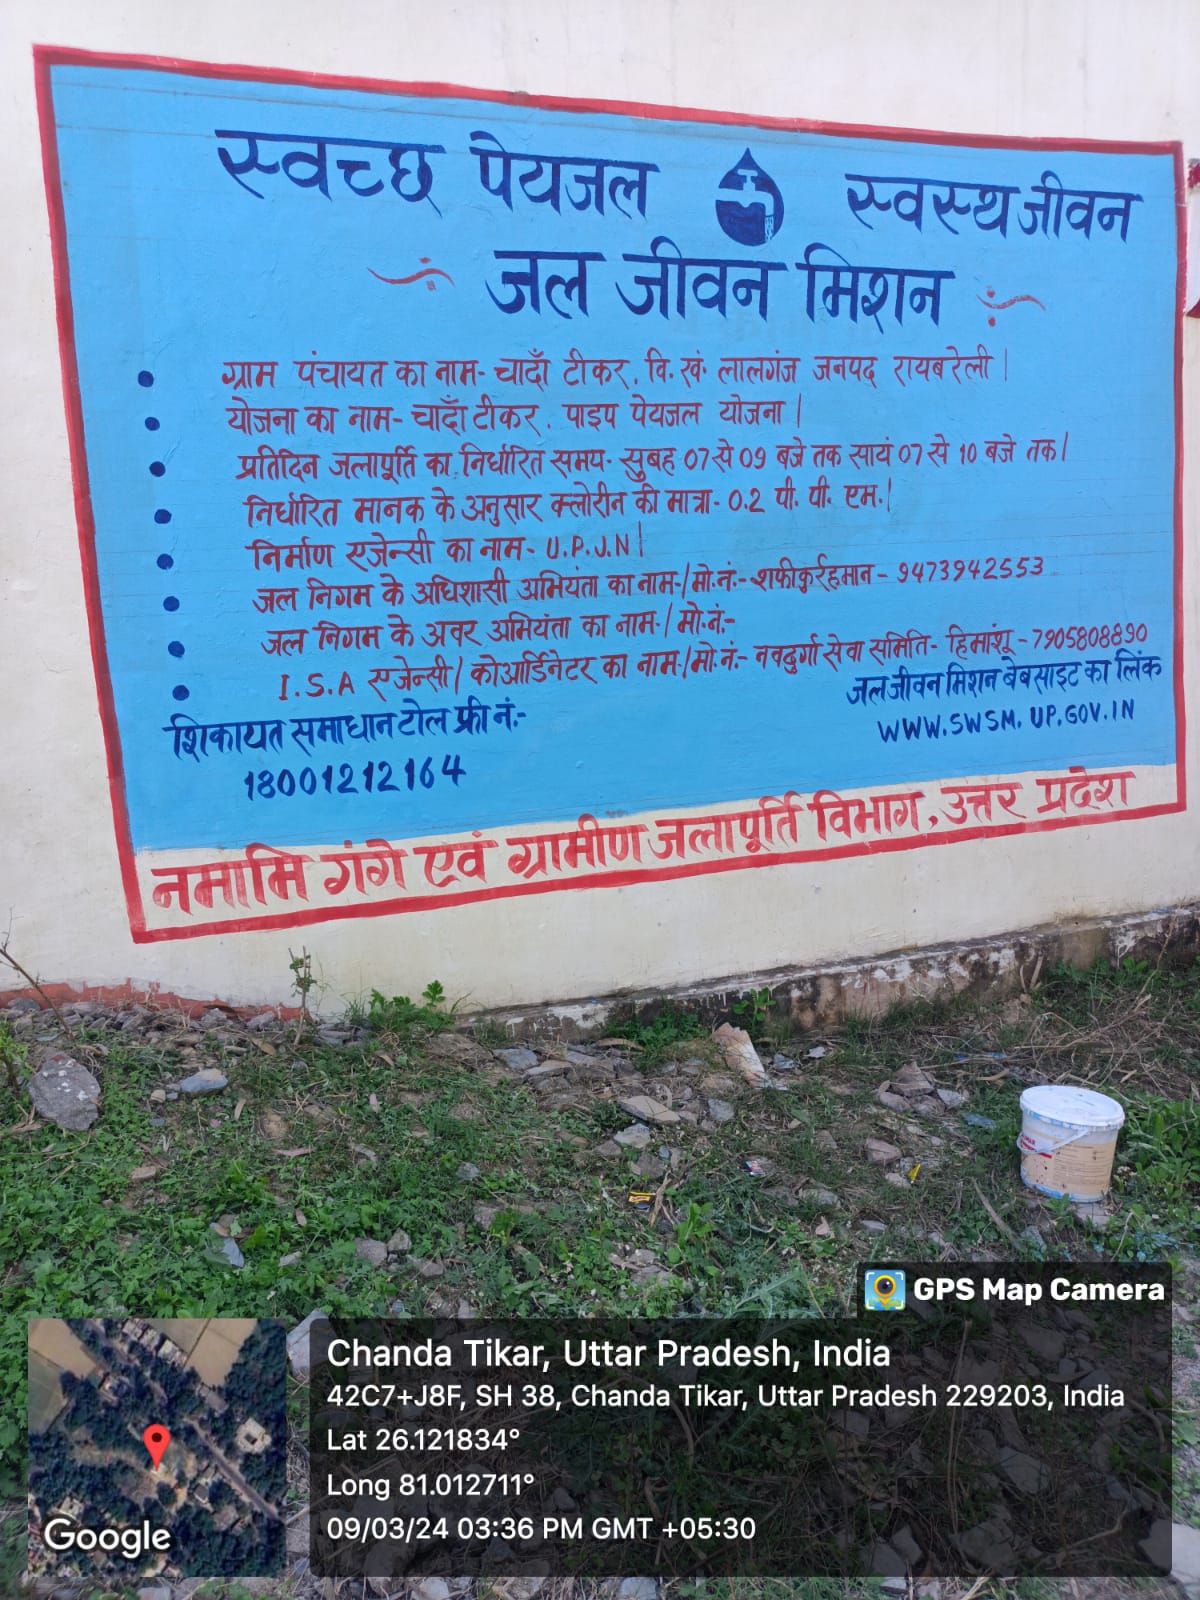 स्वच्छ पेयजल स्वस्थ जीवन
जल जीवन मिशन
ग्राम पंचायत का नाम- चादाँ टीकर. वि. खं. लालगंज जनपद रायबरेली |
योजना का नाम- चादाँ टीकर. पाइप पेयजल योजना |
प्रतिदिन जलापूर्ति का निर्धारित समय- सुबह 07 से 09 बजे तक सायं 07 से 10 बजे तक |
निर्धारित मानक के अनुसार क्लोरीन की मात्रा- 0.2 पी. पी. एम. |
निर्माण एजेन्सी का नाम- U.P.J.N |
जल निगम के अधिशासी अभियंता का नाम-/मो.नं:- शफीकुर्रहमान - 9473942553
जल निगम के अवर अभियंता का नाम-/मो.नं:-
I.S.A एजेन्सी/कोआर्डिनेटर का नाम-/मो.नं:- नवदुर्गा सेवा समिति- हिमांशू - 7905808890
शिकायत समाधान टोल फ्री नं:-
18001212164
जल जीवन मिशन बेबसाइट का लिंक
WWW.SWSM.UP.GOV.IN
नमामि गंगे एवं ग्रामीण जलापूर्ति विभाग, उत्तर प्रदेश
GPS Map Camera
Chanda Tikar, Uttar Pradesh, India
42C7+J8F, SH 38, Chanda Tikar, Uttar Pradesh 229203, India
Lat 26.121834°
Long 81.012711°
09/03/24 03:36 PM GMT +05:30
Google